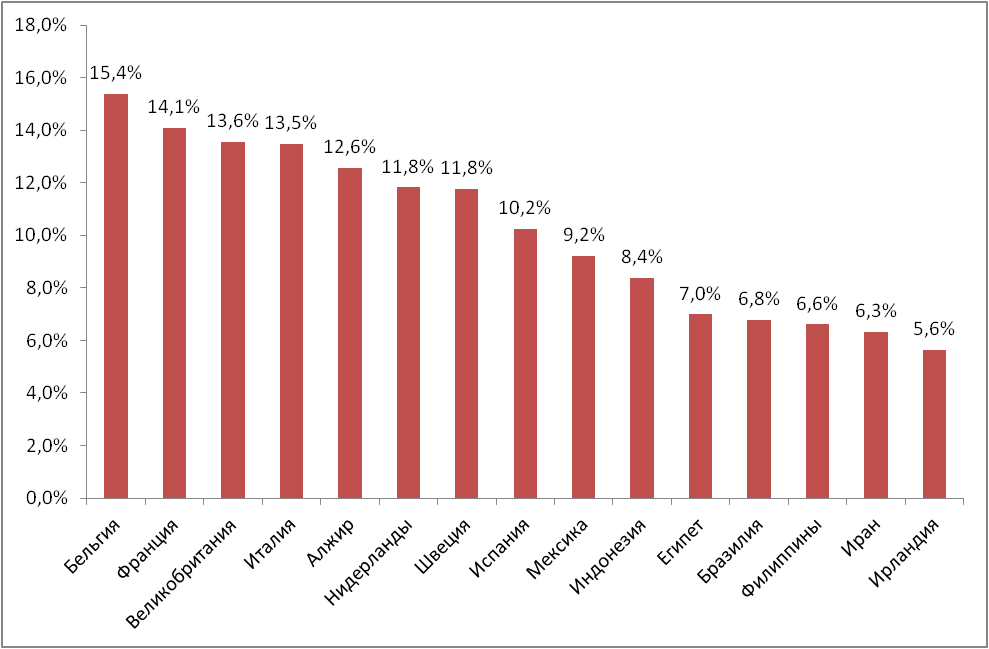 18,0%
16,0%
14,0%
12,0%
10,0%
8,0%
6,0%
4,0%
2,0%
0,0%
15,4%
14,1%
13,6%
13,5%
12,6%
11,8%
11,8%
10,2%
9,2%
8,4%
7,0%
6,8%
6,6%
6,3%
5,6%
Бельгия
Франция
Великобритания
Италия
Алжир
Нидерланды
Швеция
Испания
Мексика
Индонезия
Египет
Бразилия
Филиппины
Иран
Ирландия